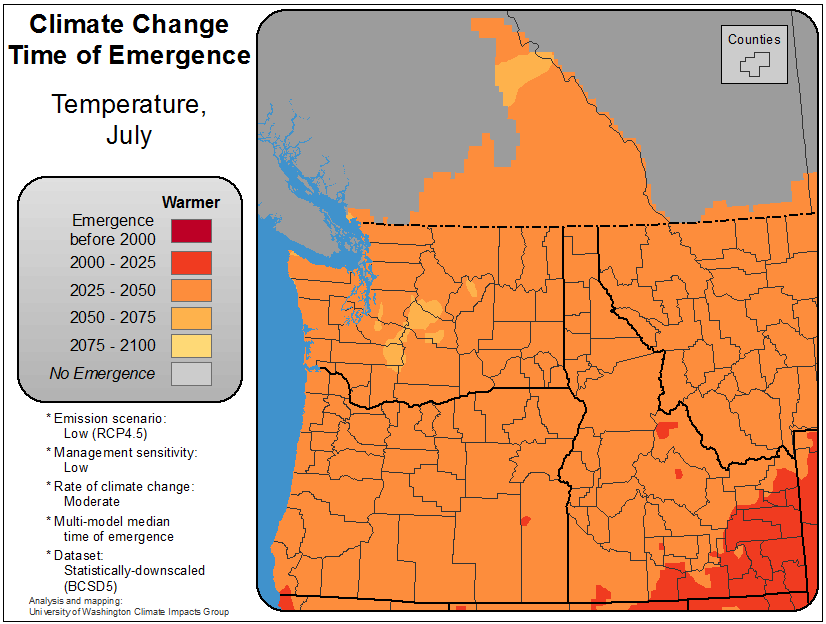 Climate Change
Time of Emergence
Temperature,
July
Warmer
Emergence
before 2000
2000 - 2025
2025 - 2050
2050 - 2075
2075 - 2100
No Emergence
* Emission scenario:
Low (RCP4.5)
* Management sensitivity:
Low
* Rate of climate change:
Moderate
* Multi-model median
time of emergence
* Dataset:
Statistically-downscaled
(BCSD5)
Analysis and mapping:
University of Washington Climate Impacts Group
Counties